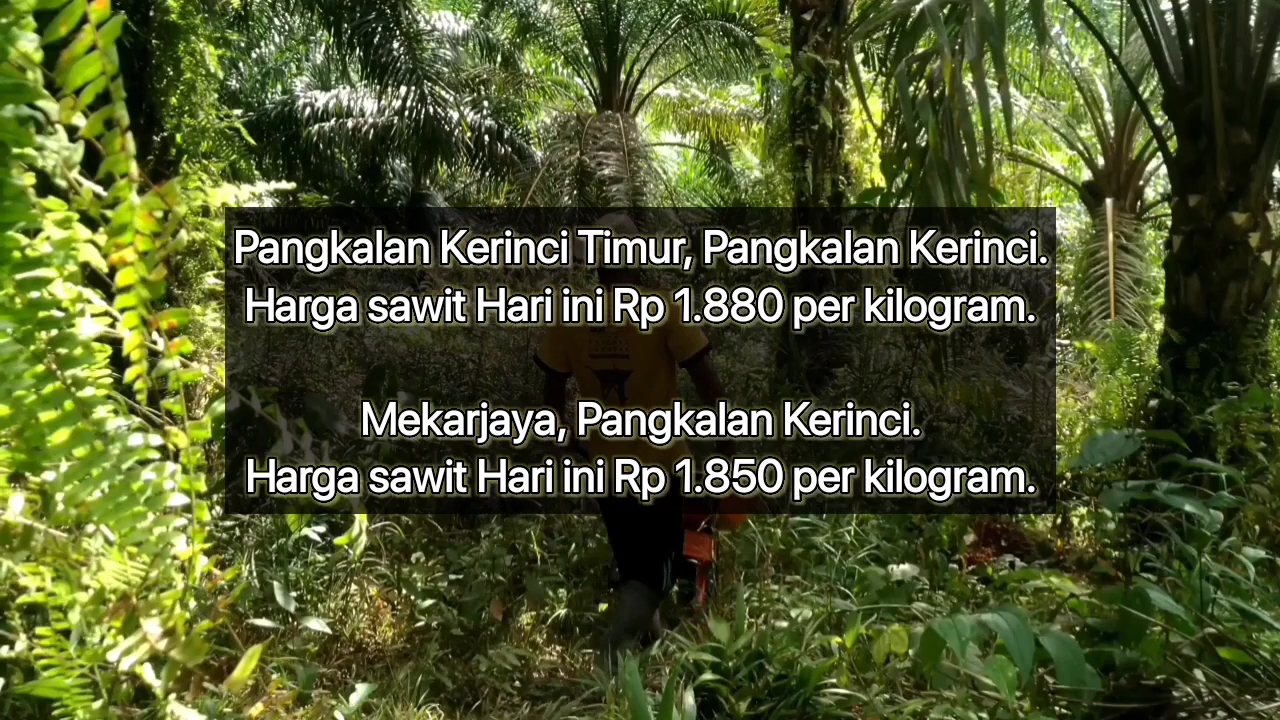 Pangkalan Kerinci Timur, Pangkalan Kerinci.
Harga sawit Hari ini Rp 1.880 per kilogram.
Mekarjaya, Pangkalan Kerinci.
Harga sawit Hari ini Rp 1.850 per kilogram.